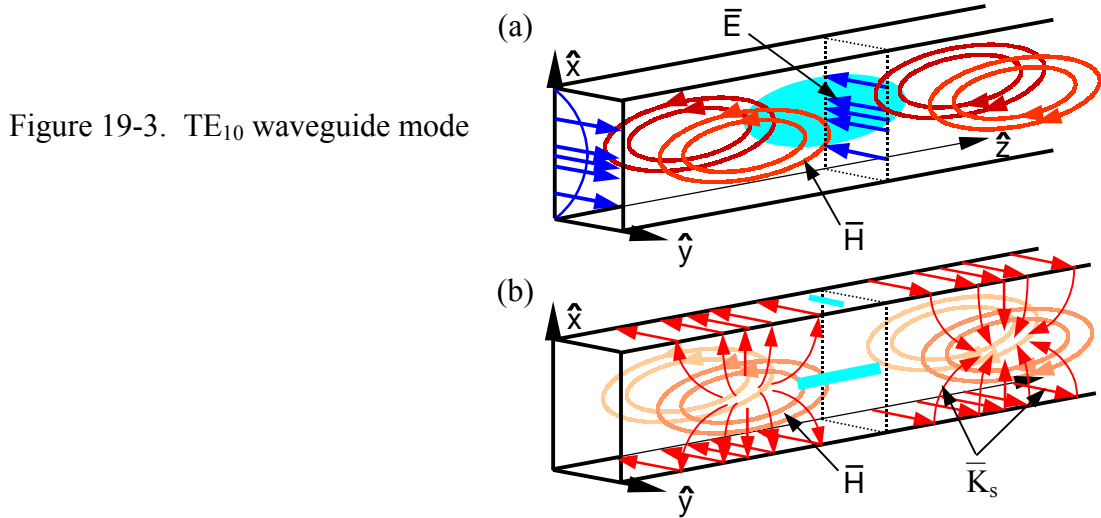 Figure 19-3. TE₁₀ waveguide mode
(a)
x̂
E̅
ẑ
H̅
ŷ
(b)
x̂
H̅
K̅ₛ
ŷ